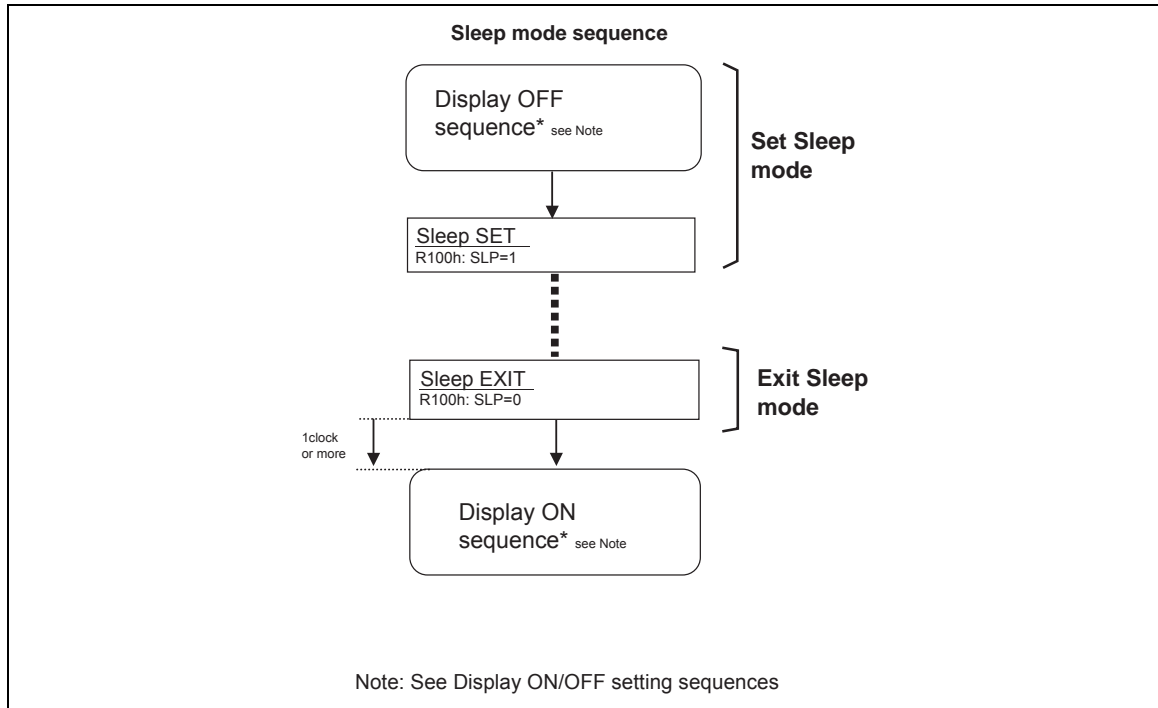 Sleep mode sequence
Display OFF
sequence* see Note
Set Sleep
mode
Sleep SET
R100h: SLP=1
Sleep EXIT
R100h: SLP=0
Exit Sleep
mode
1clock
or more
Display ON
sequence* see Note
Note: See Display ON/OFF setting sequences